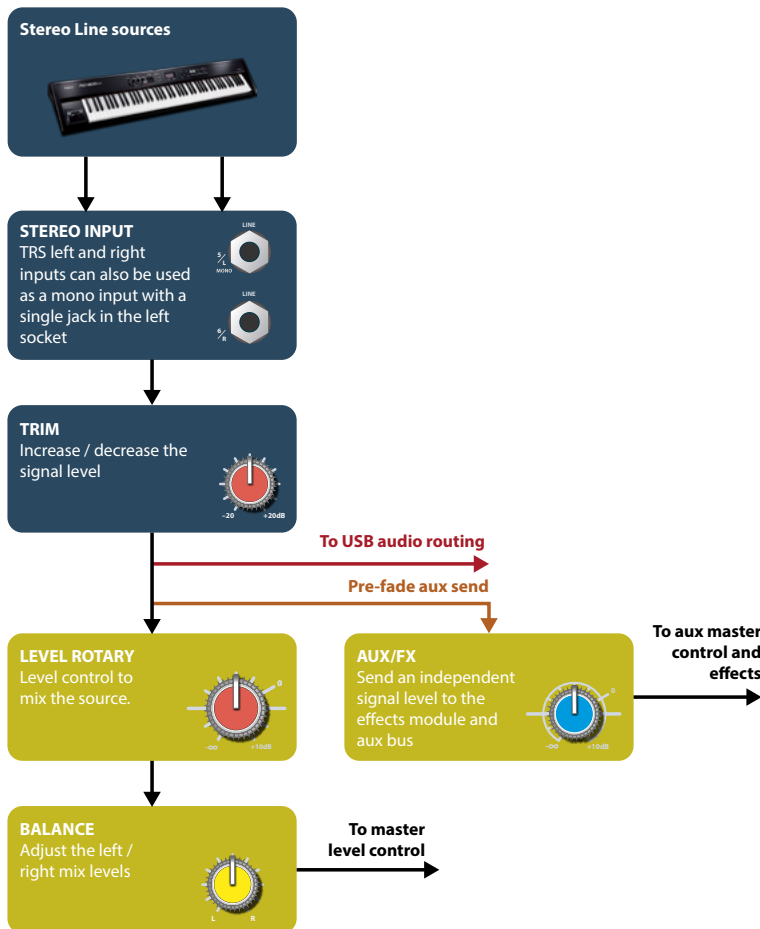 Stereo Line sources
STEREO INPUT
TRS left and right
inputs can also be used
as a mono input with a
single jack in the left
socket
LINE
5/L
MONO
LINE
6/R
TRIM
Increase / decrease the
signal level
–20 +20dB
To USB audio routing
Pre-fade aux send
LEVEL ROTARY
Level control to
mix the source.
0
–∞ +10dB
AUX/FX
Send an independent
signal level to the
effects module and
aux bus
0
–∞ +10dB
To aux master
control and
effects
BALANCE
Adjust the left /
right mix levels
L R
To master
level control